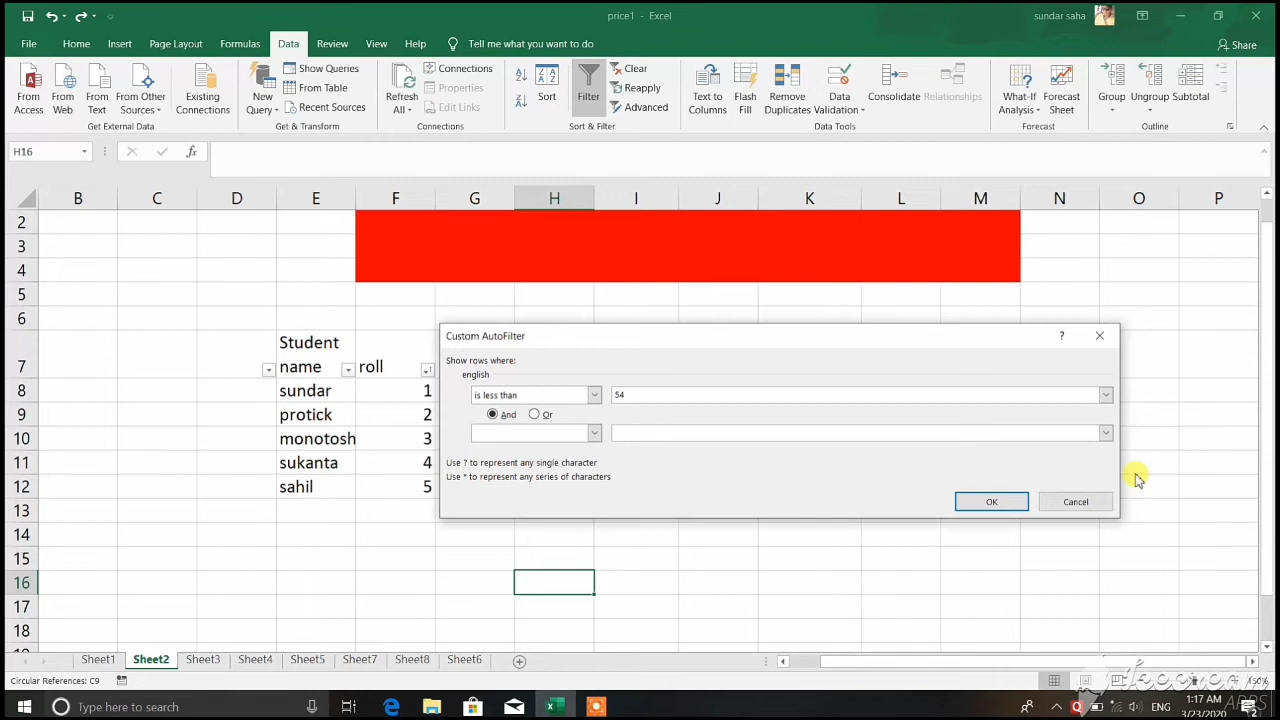 price1 - Excel
sundar saha
File Home Insert Page Layout Formulas Data Review View Help Tell me what you want to do Share
From Access
From Web
From Text
From Other Sources
Existing Connections
Get External Data
New Query
Show Queries
From Table
Recent Sources
Get & Transform
Refresh All
Connections
Properties
Edit Links
Connections
Sort
Filter
Clear
Reapply
Advanced
Sort & Filter
Text to Columns
Flash Fill
Remove Duplicates
Data Validation
Consolidate
Relationships
Data Tools
What-If Analysis
Forecast Sheet
Forecast
Group
Ungroup
Subtotal
Outline
H16
fx
B C D E F G H I J K L M N O P
2
3
4
5
6
Student
7 name roll
8 sundar 1
9 protick 2
10 monotosh 3
11 sukanta 4
12 sahil 5
13
14
15
16
17
18
Custom AutoFilter ?
Show rows where:
english
is less than 54
And Or
Use ? to represent any single character
Use * to represent any series of characters
OK Cancel
Sheet1 Sheet2 Sheet3 Sheet4 Sheet5 Sheet7 Sheet8 Sheet6
Circular References: C9
150%
Type here to search
ENG
1:17 AM
3/23/2020
APPS